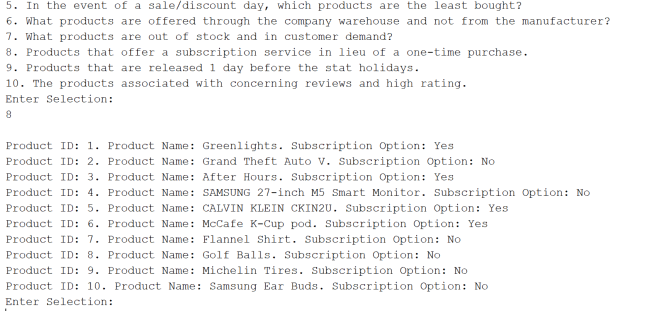 5. In the event of a sale/discount day, which products are the least bought?
6. What products are offered through the company warehouse and not from the manufacturer?
7. What products are out of stock and in customer demand?
8. Products that offer a subscription service in lieu of a one-time purchase.
9. Products that are released 1 day before the stat holidays.
10. The products associated with concerning reviews and high rating.
Enter Selection:
8
Product ID: 1. Product Name: Greenlights. Subscription Option: Yes
Product ID: 2. Product Name: Grand Theft Auto V. Subscription Option: No
Product ID: 3. Product Name: After Hours. Subscription Option: Yes
Product ID: 4. Product Name: SAMSUNG 27-inch M5 Smart Monitor. Subscription Option: No
Product ID: 5. Product Name: CALVIN KLEIN CKIN2U. Subscription Option: Yes
Product ID: 6. Product Name: McCafe K-Cup pod. Subscription Option: Yes
Product ID: 7. Product Name: Flannel Shirt. Subscription Option: No
Product ID: 8. Product Name: Golf Balls. Subscription Option: No
Product ID: 9. Product Name: Michelin Tires. Subscription Option: No
Product ID: 10. Product Name: Samsung Ear Buds. Subscription Option: No
Enter Selection: